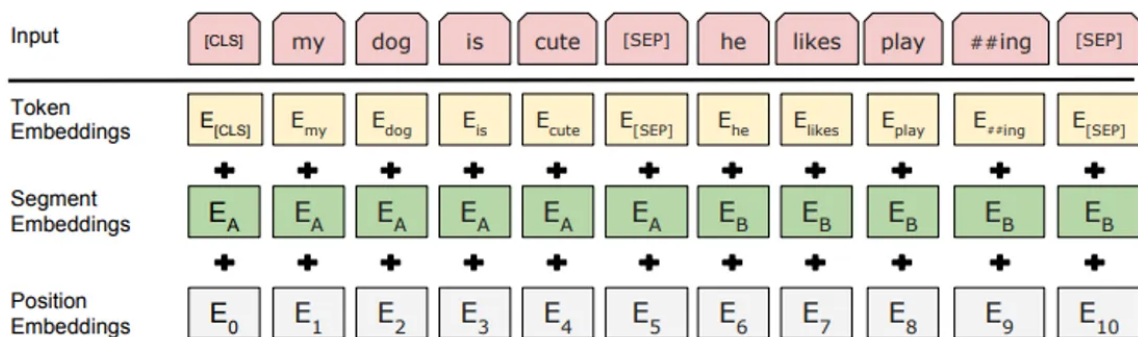 Input [CLS] my dog is cute [SEP] he likes play ##ing [SEP]
Token
Embeddings E[CLS] Emy Edog Eis Ecute E[SEP] Ehe Elikes Eplay E##ing E[SEP]
+ + + + + + + + + + +
Segment
Embeddings EA EA EA EA EA EA EB EB EB EB EB
+ + + + + + + + + + +
Position
Embeddings E0 E1 E2 E3 E4 E5 E6 E7 E8 E9 E10